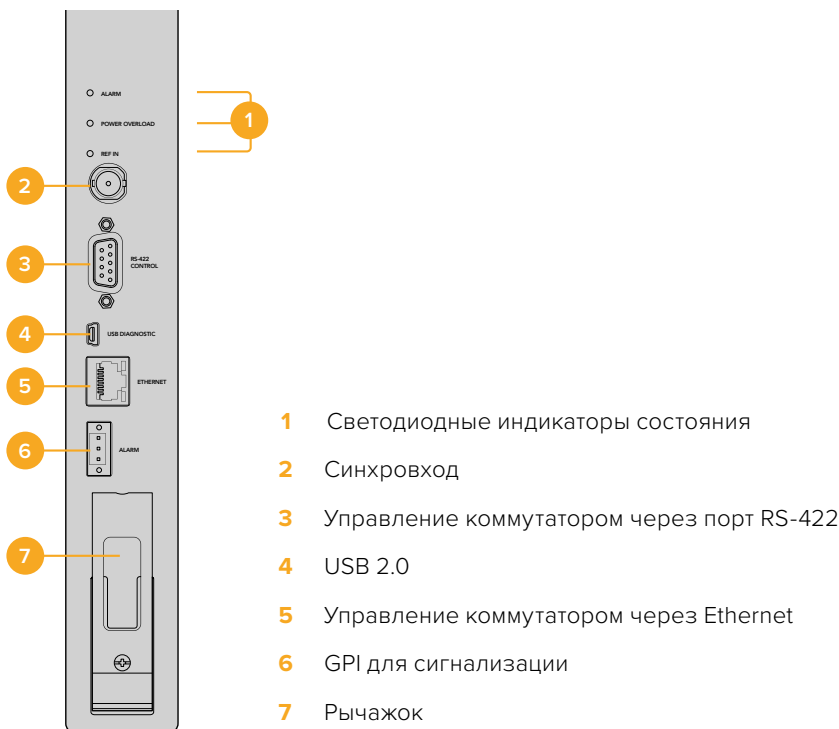 ALARM
POWER OVERLOAD
1
REF IN
2
3
RS-422
CONTROL
4
USB DIAGNOSTIC
5
ETHERNET
6
ALARM
7
1 Светодиодные индикаторы состояния
2 Синхровход
3 Управление коммутатором через порт RS-422
4 USB 2.0
5 Управление коммутатором через Ethernet
6 GPI для сигнализации
7 Рычажок